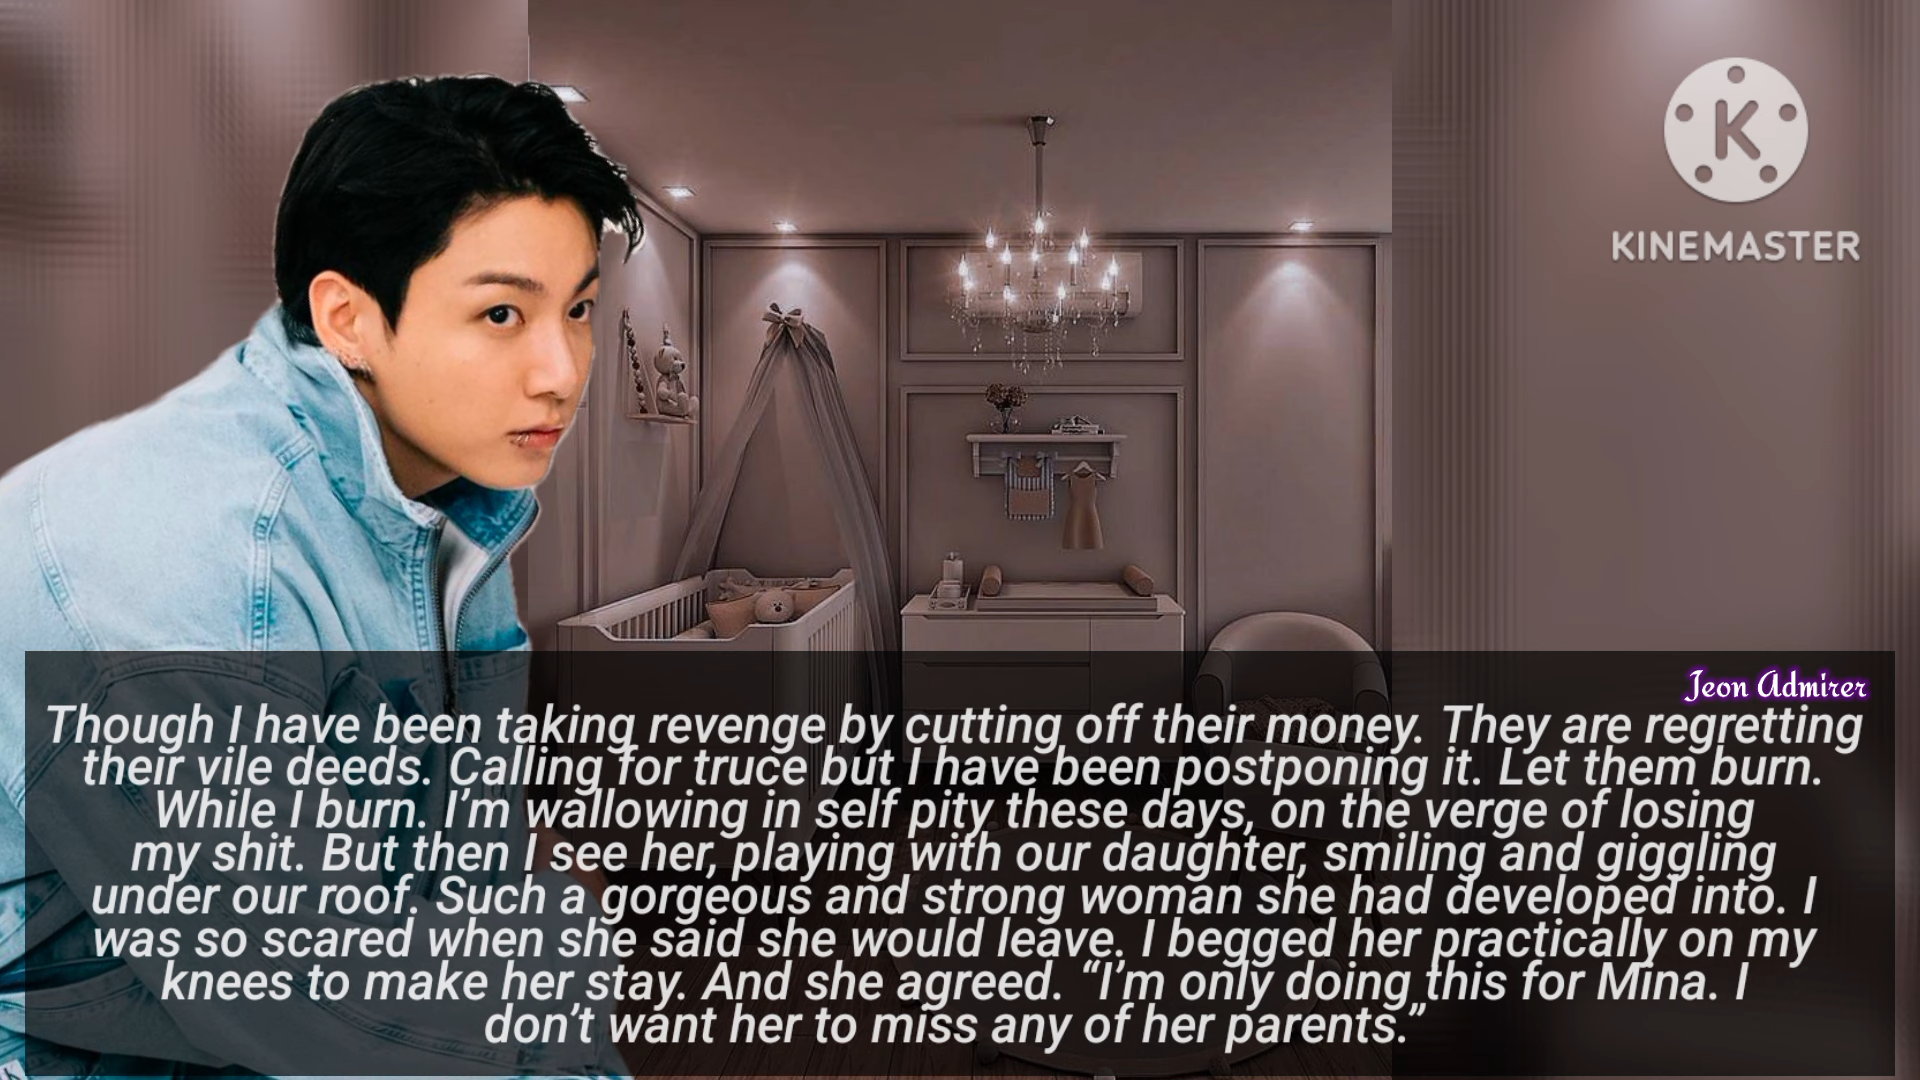 KINEMASTER
Jeon Admirer
Though I have been taking revenge by cutting off their money. They are regretting
their vile deeds. Calling for truce but I have been postponing it. Let them burn.
While I burn. I’m wallowing in self pity these days, on the verge of losing
my shit. But then I see her, playing with our daughter, smiling and giggling
under our roof. Such a gorgeous and strong woman she had developed into. I
was so scared when she said she would leave. I begged her practically on my
knees to make her stay. And she agreed. “I’m only doing this for Mina. I
don’t want her to miss any of her parents.”